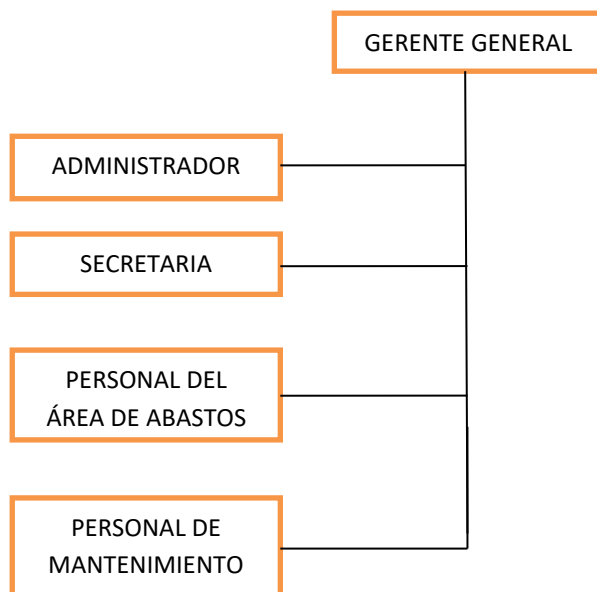 GERENTE GENERAL
ADMINISTRADOR
SECRETARIA
PERSONAL DEL
ÁREA DE ABASTOS
PERSONAL DE
MANTENIMIENTO